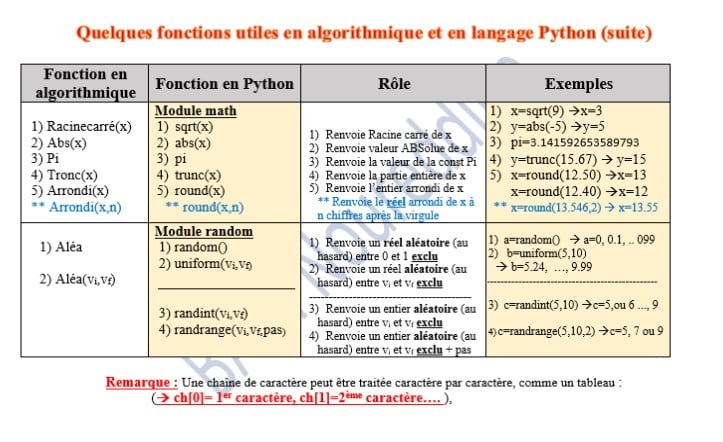 Quelques fonctions utiles en algorithmique et en langage Python (suite)
Fonction en algorithmique
Fonction en Python
Rôle
Exemples
1) Racinecarré(x)
2) Abs(x)
3) Pi
4) Tronc(x)
5) Arrondi(x)
** Arrondi(x,n)
Module math
1) sqrt(x)
2) abs(x)
3) pi
4) trunc(x)
5) round(x)
** round(x,n)
1) Renvoie Racine carré de x
2) Renvoie valeur ABSolue de x
3) Renvoie la valeur de la const Pi
4) Renvoie la partie entière de x
5) Renvoie l'entier arrondi de x
** Renvoie le réel arrondi de x à
n chiffres après la virgule
1) x=sqrt(9) →x=3
2) y=abs(-5) →y=5
3) pi=3.141592653589793
4) y=trunc(15.67) → y=15
5) x=round(12.50) →x=13
x=round(12.40) →x=12
** x=round(13.546,2) → x=13.55
1) Aléa
2) Aléa(vi,vf)
Module random
1) random()
2) uniform(vi,vf)
3) randint(vi,vf)
4) randrange(vi,vf,pas)
1) Renvoie un réel aléatoire (au
hasard) entre 0 et 1 exclu
2) Renvoie un réel aléatoire (au
hasard) entre vi et vf exclu
3) Renvoie un entier aléatoire (au
hasard) entre vi et vf exclu
4) Renvoie un entier aléatoire (au
hasard) entre vi et vf exclu + pas
1) a=random() → a=0, 0.1, .. 099
2) b=uniform(5,10)
→ b=5.24, …, 9.99
3) c=randint(5,10) →c=5,ou 6 ..., 9
4) c=randrange(5,10,2) →c=5, 7 ou 9
Remarque : Une chaine de caractère peut être traitée caractère par caractère, comme un tableau :
(→ ch[0]= 1er caractère, ch[1]=2ème caractère…. ),